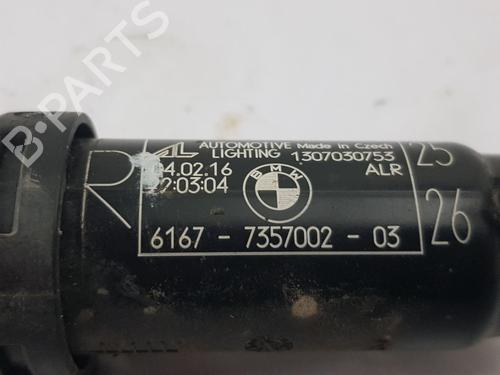 B-PARTS
AL AUTOMOTIVE Made in Czech
LIGHTING 1307030753
04.02.16 ALR
22:03:04
BMW
6167 - 7357002 - 03
R
25
26